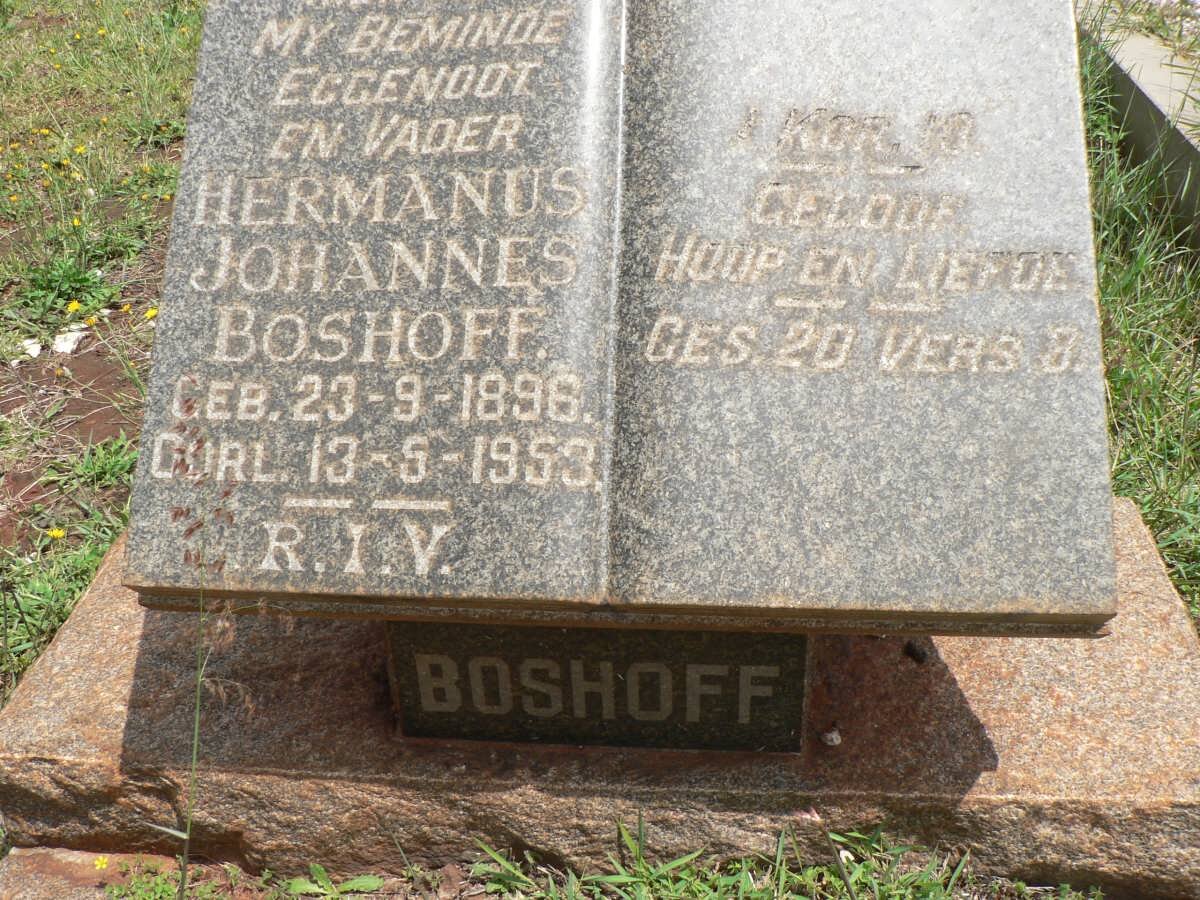 MY BEMINDE
EGGENOOT
EN VADER
HERMANUS
JOHANNES
BOSHOFF.
GEB. 23-9-1896.
OORL. 13-5-1953.
R.I.V.
1 KOR. 13.
GELOOF,
HOOP EN LIEFDE.
GES. 20 VERS 3.
BOSHOFF